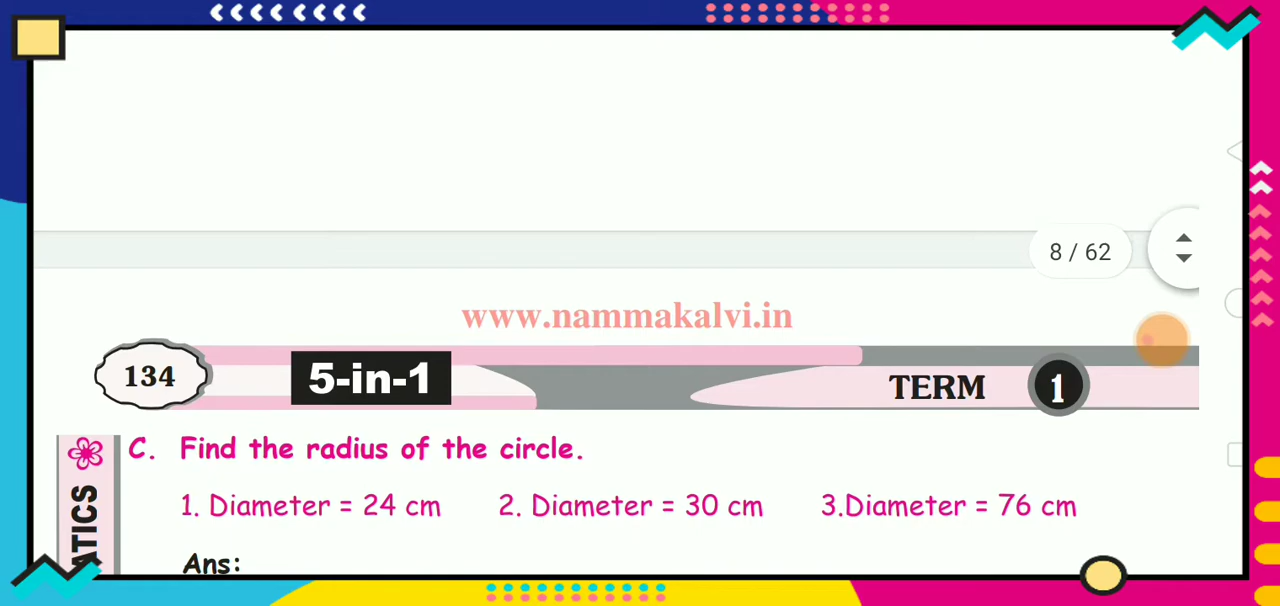 8 / 62
www.nammakalvi.in
134 5-in-1 TERM 1
C. Find the radius of the circle.
1. Diameter = 24 cm 2. Diameter = 30 cm 3.Diameter = 76 cm
ATICS
Ans: